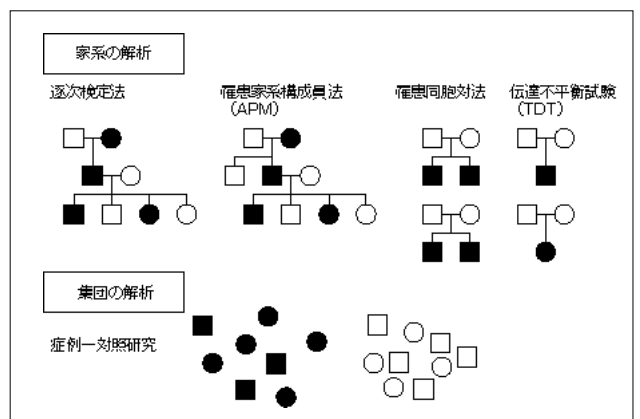 家系の解析
逐次検定法
罹患家系構成員法
(APM)
罹患同胞対法
伝達不平衡試験
(TDT)
集団の解析
症例ー対照研究